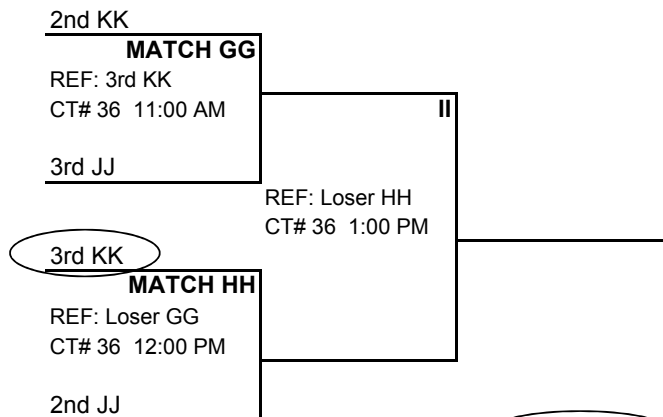 2nd KK
MATCH GG
REF: 3rd KK
CT# 36 11:00 AM
II
3rd JJ
REF: Loser HH
CT# 36 1:00 PM
3rd KK
MATCH HH
REF: Loser GG
CT# 36 12:00 PM
2nd JJ